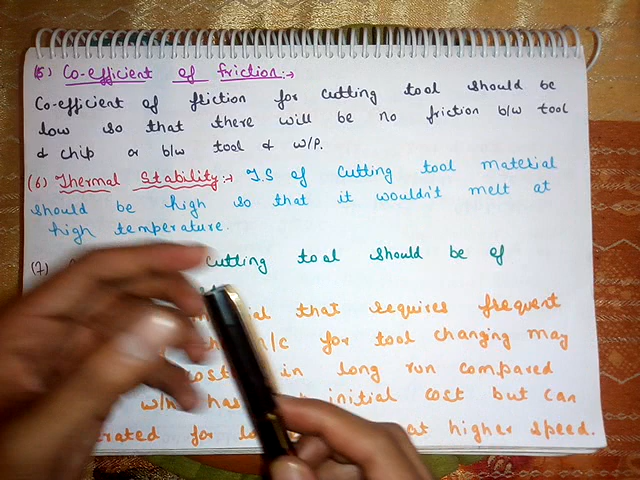 (5) Co-efficient of friction:→
Co-efficient of friction for cutting tool should be
low so that there will be no friction b/w tool
& chip or b/w tool & w/P.
(6) Thermal Stability:→ T.S of cutting tool material
should be high so that it wouldn't melt at
high temperature.
(7) cutting tool should be of
that requires frequent
m/c for tool changing may
cost in long run compared
initial cost but can
for at higher speed.